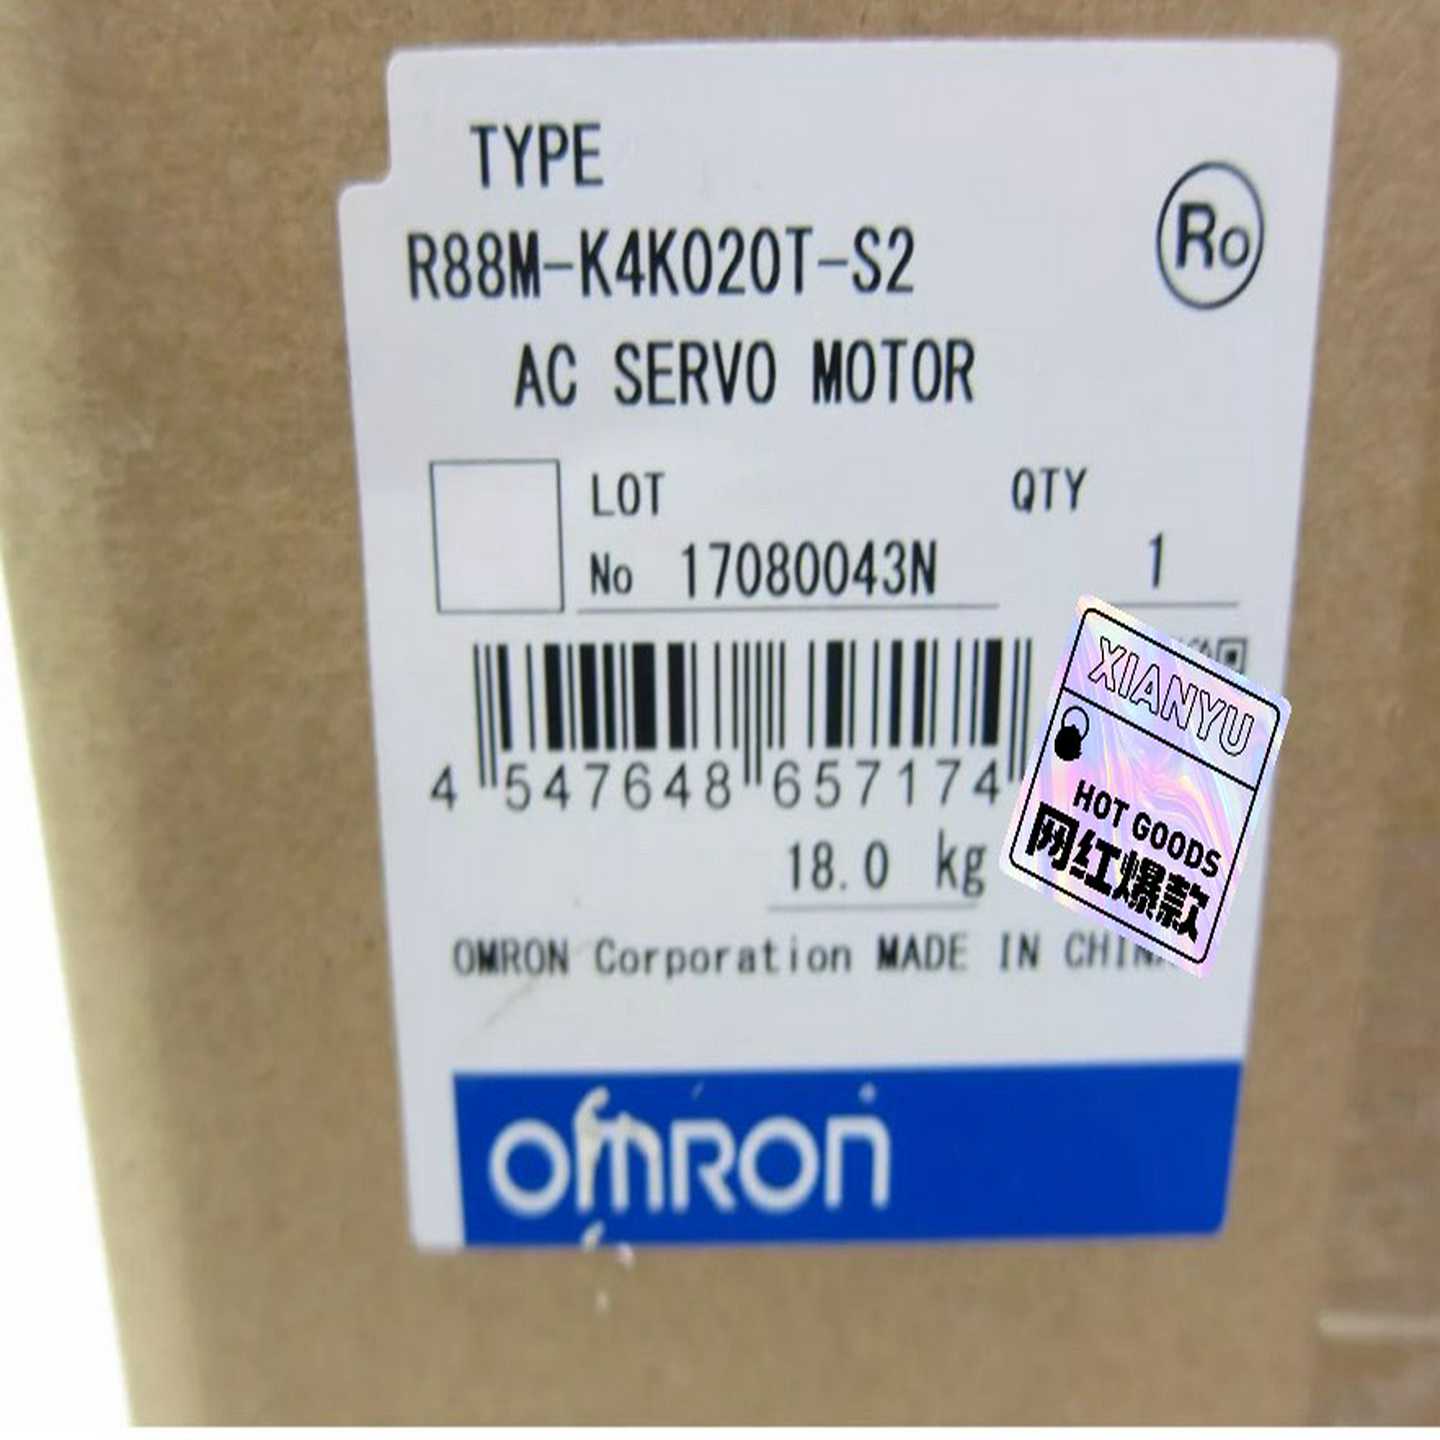 TYPE
R88M-K4K020T-S2
Ro
AC SERVO MOTOR
LOT
No 17080043N
QTY
1
4 547648 657174
18.0 kg
OMRON Corporation MADE IN CHINA
XIANYU
HOT GOODS
网红爆款
omron